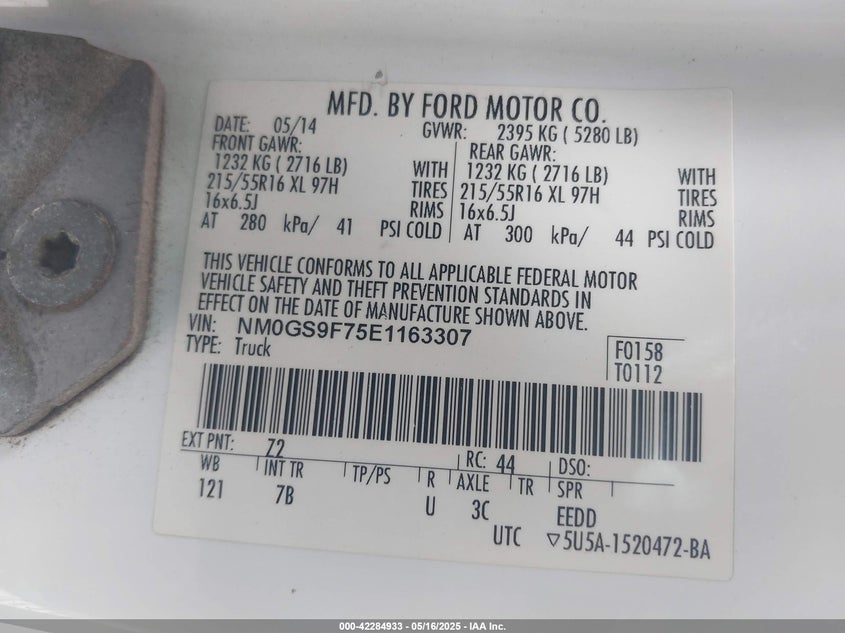 MFD. BY FORD MOTOR CO.
DATE: 05/14 GVWR: 2395 KG ( 5280 LB)
FRONT GAWR: REAR GAWR:
1232 KG ( 2716 LB) WITH 1232 KG ( 2716 LB) WITH
215/55R16 XL 97H TIRES 215/55R16 XL 97H TIRES
16x6.5J RIMS 16x6.5J RIMS
AT 280 kPa/ 41 PSI COLD AT 300 kPa/ 44 PSI COLD
THIS VEHICLE CONFORMS TO ALL APPLICABLE FEDERAL MOTOR
VEHICLE SAFETY AND THEFT PREVENTION STANDARDS IN
EFFECT ON THE DATE OF MANUFACTURE SHOWN ABOVE.
VIN: NM0GS9F75E1163307
TYPE: Truck
F0158
T0112
EXT PNT: Z2 RC: 44 DSO:
WB INT TR TP/PS R AXLE TR SPR
121 7B U 3C EEDD
UTC ▽5U5A-1520472-BA
000-42284933 - 05/16/2025 - IAA Inc.